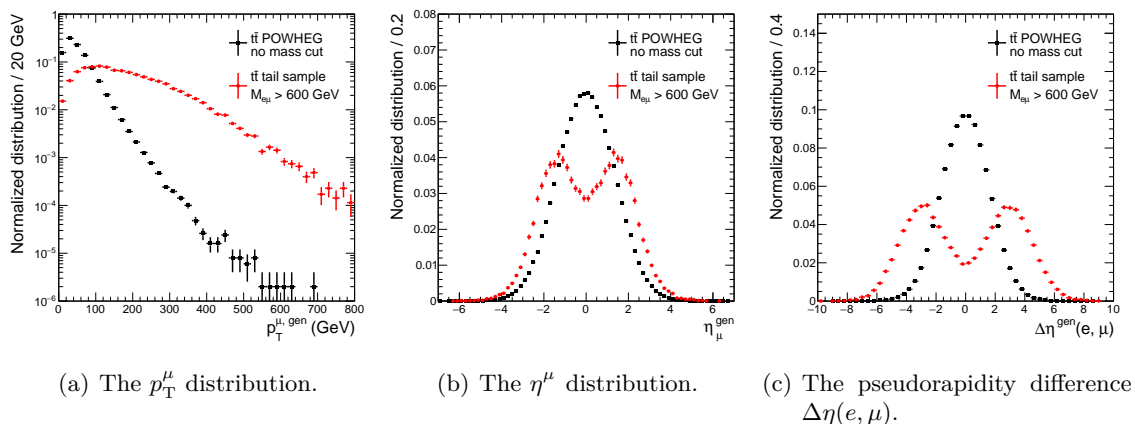 Normalized distribution / 20 GeV
1
10⁻¹
10⁻²
10⁻³
10⁻⁴
10⁻⁵
10⁻⁶
tt̄ POWHEG
no mass cut
tt̄ tail sample
M_eμ > 600 GeV
0 100 200 300 400 500 600 700 800
p_T^{μ, gen} (GeV)
Normalized distribution / 0.2
0.08
0.07
0.06
0.05
0.04
0.03
0.02
0.01
0
tt̄ POWHEG
no mass cut
tt̄ tail sample
M_eμ > 600 GeV
−6 −4 −2 0 2 4 6
η_μ^gen
Normalized distribution / 0.4
0.14
0.12
0.1
0.08
0.06
0.04
0.02
0
tt̄ POWHEG
no mass cut
tt̄ tail sample
M_eμ > 600 GeV
−10 −8 −6 −4 −2 0 2 4 6 8 10
Δη^gen(e, μ)
(a) The p_T^μ distribution.
(b) The η^μ distribution.
(c) The pseudorapidity difference
Δη(e, μ).